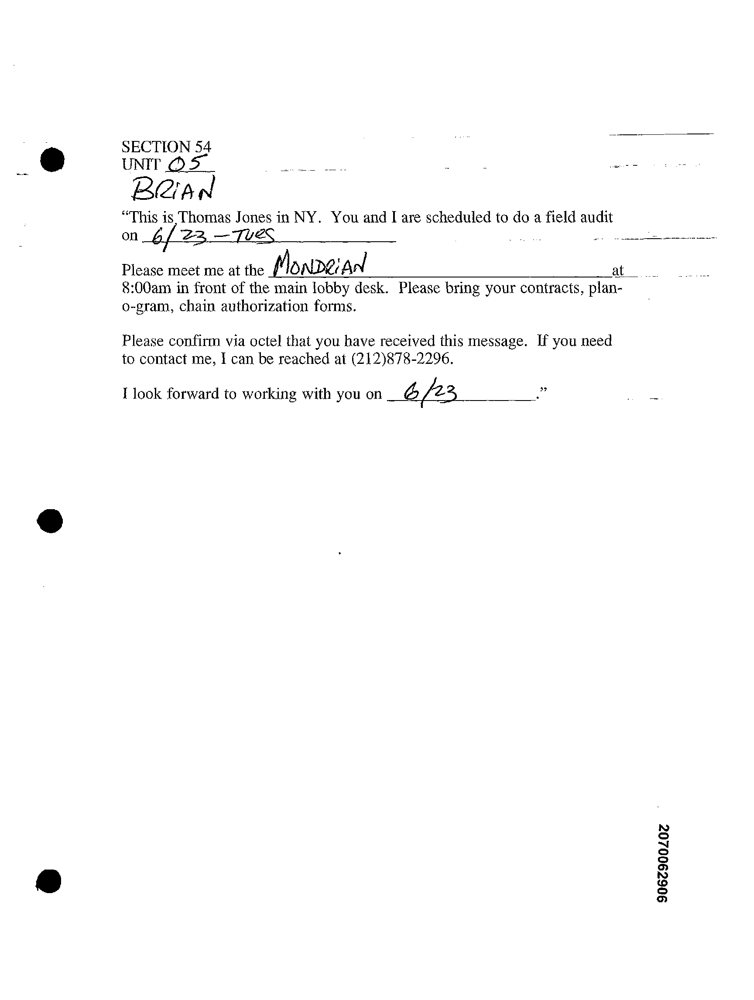 SECTION 54
UNIT 05
BRIAN
“This is Thomas Jones in NY. You and I are scheduled to do a field audit
on 6/23 – TUES
Please meet me at the MONDRIAN at
8:00am in front of the main lobby desk. Please bring your contracts, plan-
o-gram, chain authorization forms.
Please confirm via octel that you have received this message. If you need
to contact me, I can be reached at (212)878-2296.
I look forward to working with you on 6/23.”
2070062906